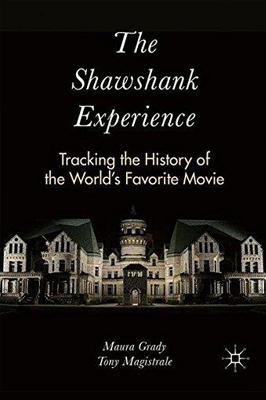 The
Shawshank
Experience
Tracking the History of
the World's Favorite Movie
Maura Grady
Tony Magistrale